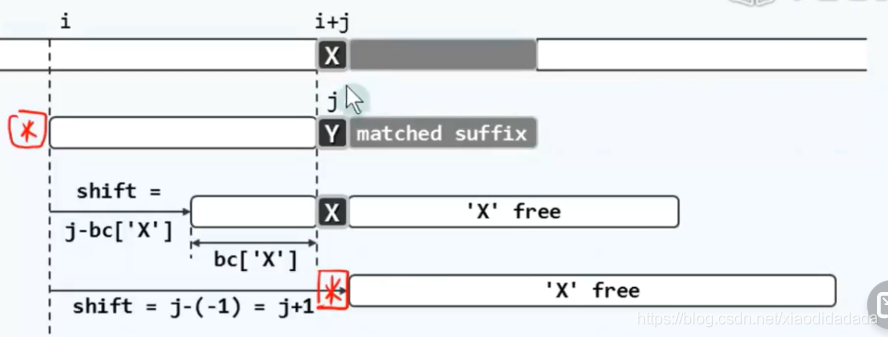 i i+j
X
j
* Y matched suffix
shift =
j-bc['X'] X 'X' free
bc['X']
* 'X' free
shift = j-(-1) = j+1
https://blog.csdn.net/xiaodidadada